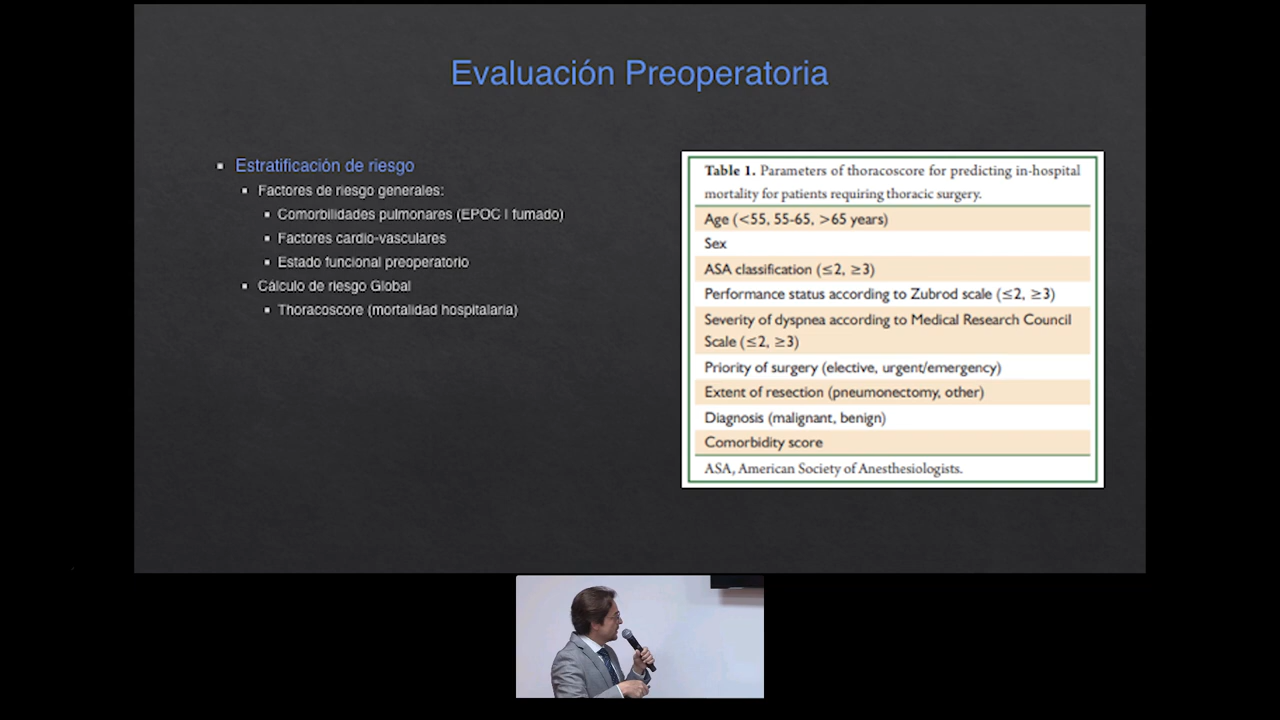 Evaluación Preoperatoria
Estratificación de riesgo
Factores de riesgo generales:
Comorbilidades pulmonares (EPOC | fumado)
Factores cardio-vasculares
Estado funcional preoperatorio
Cálculo de riesgo Global
Thoracoscore (mortalidad hospitalaria)
Table 1. Parameters of thoracoscore for predicting in-hospital
mortality for patients requiring thoracic surgery.
Age (<55, 55-65, >65 years)
Sex
ASA classification (≤2, ≥3)
Performance status according to Zubrod scale (≤2, ≥3)
Severity of dyspnea according to Medical Research Council
Scale (≤2, ≥3)
Priority of surgery (elective, urgent/emergency)
Extent of resection (pneumonectomy, other)
Diagnosis (malignant, benign)
Comorbidity score
ASA, American Society of Anesthesiologists.